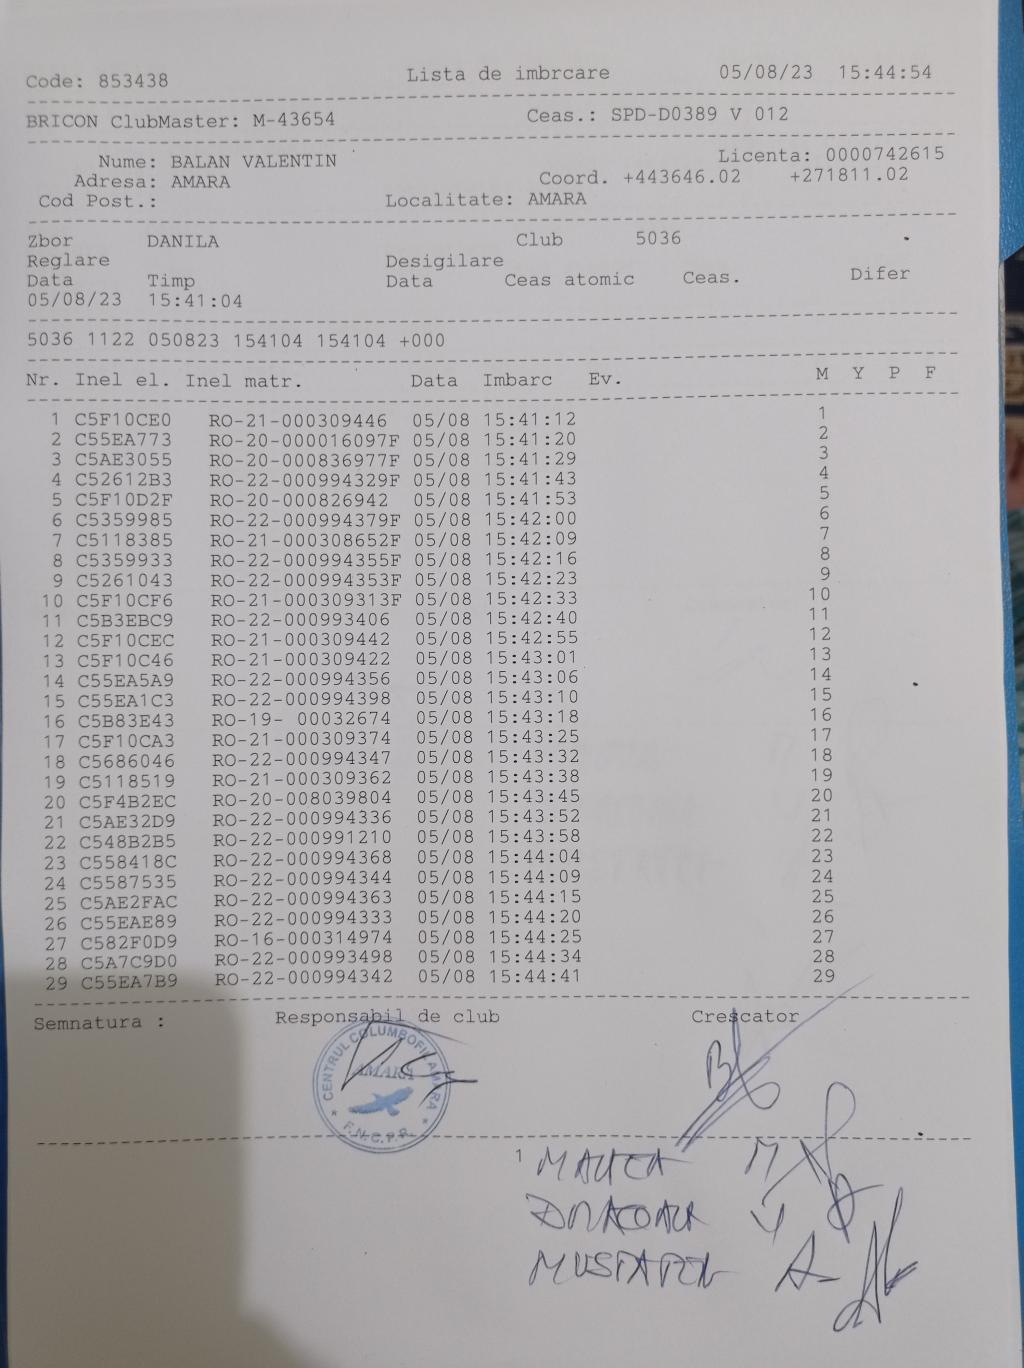 Code: 853438 Lista de imbrcare 05/08/23 15:44:54
BRICON ClubMaster: M-43654 Ceas.: SPD-D0389 V 012
Nume: BALAN VALENTIN Licenta: 0000742615
Adresa: AMARA Coord. +443646.02 +271811.02
Cod Post.: Localitate: AMARA
Zbor DANILA Club 5036
Reglare Desigilare
Data Timp Data Ceas atomic Ceas. Difer
05/08/23 15:41:04
5036 1122 050823 154104 154104 +000
Nr. Inel el. Inel matr. Data Imbarc Ev. M Y P F
1 C5F10CE0 RO-21-000309446 05/08 15:41:12 1
2 C55EA773 RO-20-000016097F 05/08 15:41:20 2
3 C5AE3055 RO-20-000836977F 05/08 15:41:29 3
4 C52612B3 RO-22-000994329F 05/08 15:41:43 4
5 C5F10D2F RO-20-000826942 05/08 15:41:53 5
6 C5359985 RO-22-000994379F 05/08 15:42:00 6
7 C5118385 RO-21-000308652F 05/08 15:42:09 7
8 C5359933 RO-22-000994355F 05/08 15:42:16 8
9 C5261043 RO-22-000994353F 05/08 15:42:23 9
10 C5F10CF6 RO-21-000309313F 05/08 15:42:33 10
11 C5B3EBC9 RO-22-000993406 05/08 15:42:40 11
12 C5F10CEC RO-21-000309442 05/08 15:42:55 12
13 C5F10C46 RO-21-000309422 05/08 15:43:01 13
14 C55EA5A9 RO-22-000994356 05/08 15:43:06 14
15 C55EA1C3 RO-22-000994398 05/08 15:43:10 15
16 C5B83E43 RO-19- 00032674 05/08 15:43:18 16
17 C5F10CA3 RO-21-000309374 05/08 15:43:25 17
18 C5686046 RO-22-000994347 05/08 15:43:32 18
19 C5118519 RO-21-000309362 05/08 15:43:38 19
20 C5F4B2EC RO-20-008039804 05/08 15:43:45 20
21 C5AE32D9 RO-22-000994336 05/08 15:43:52 21
22 C548B2B5 RO-22-000991210 05/08 15:43:58 22
23 C558418C RO-22-000994368 05/08 15:44:04 23
24 C5587535 RO-22-000994344 05/08 15:44:09 24
25 C5AE2FAC RO-22-000994363 05/08 15:44:15 25
26 C55EAE89 RO-22-000994333 05/08 15:44:20 26
27 C582F0D9 RO-16-000314974 05/08 15:44:25 27
28 C5A7C9D0 RO-22-000993498 05/08 15:44:34 28
29 C55EA7B9 RO-22-000994342 05/08 15:44:41 29
Semnatura : Responsabil de club Crescator
CENTRUL COLUMBOFIL AMARA
AMARA
F.N.C.P.R.
1